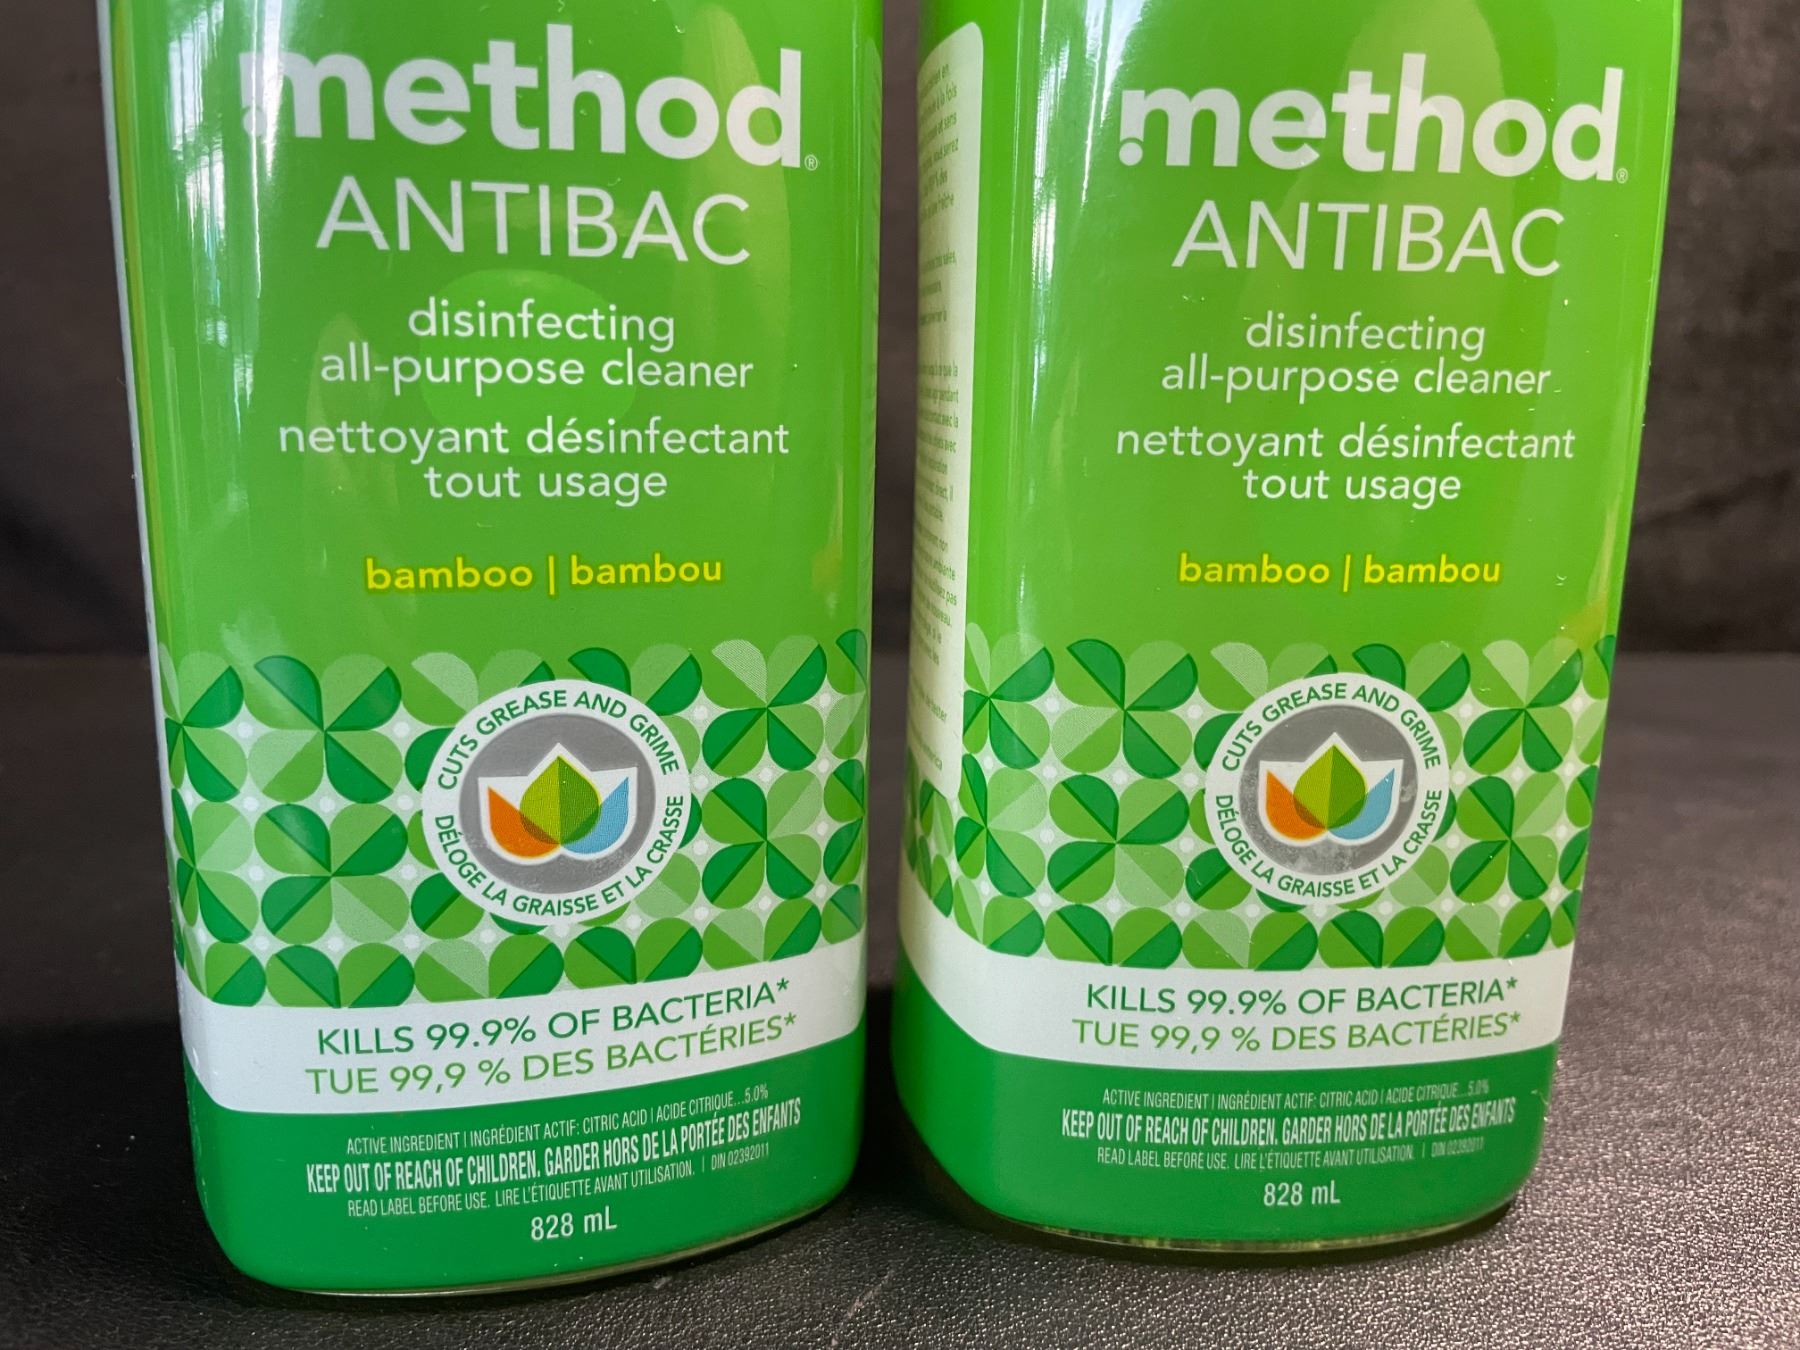 method®
ANTIBAC
disinfecting
all-purpose cleaner
nettoyant désinfectant
tout usage
bamboo | bambou
CUTS GREASE AND GRIME
DÉLOGE LA GRAISSE ET LA CRASSE
KILLS 99.9% OF BACTERIA*
TUE 99,9 % DES BACTÉRIES*
ACTIVE INGREDIENT | INGRÉDIENT ACTIF: CITRIC ACID | ACIDE CITRIQUE...5.0%
KEEP OUT OF REACH OF CHILDREN. GARDER HORS DE LA PORTÉE DES ENFANTS
READ LABEL BEFORE USE. LIRE L'ÉTIQUETTE AVANT UTILISATION. | DIN 02392011
828 mL
method®
ANTIBAC
disinfecting
all-purpose cleaner
nettoyant désinfectant
tout usage
bamboo | bambou
CUTS GREASE AND GRIME
DÉLOGE LA GRAISSE ET LA CRASSE
KILLS 99.9% OF BACTERIA*
TUE 99,9 % DES BACTÉRIES*
ACTIVE INGREDIENT | INGRÉDIENT ACTIF: CITRIC ACID | ACIDE CITRIQUE...5.0%
KEEP OUT OF REACH OF CHILDREN. GARDER HORS DE LA PORTÉE DES ENFANTS
READ LABEL BEFORE USE. LIRE L'ÉTIQUETTE AVANT UTILISATION. | DIN 02392011
828 mL